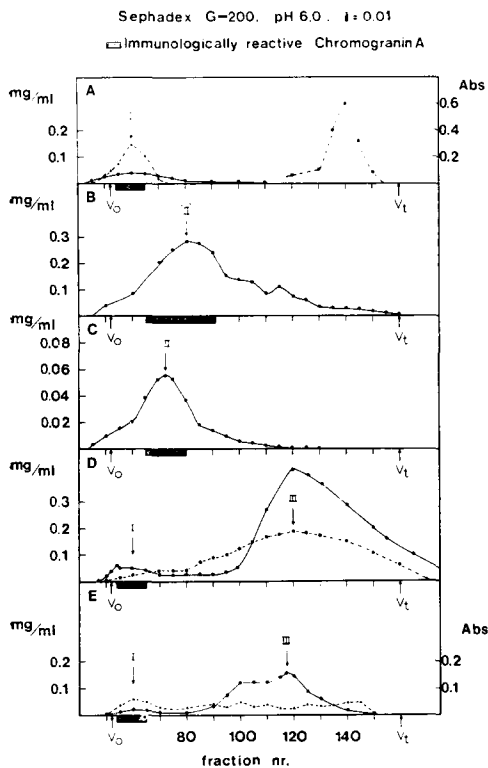 Sephadex G-200. pH 6.0. I=0.01
Immunologically reactive Chromogranin A
mg/ml A Abs
0.6
0.4
0.2 0.2
0.1
Vo Vt
mg/ml B II
0.3
0.2
0.1
Vo Vt
mg/ml C II
0.08
0.06
0.04
0.02
Vo Vt
mg/ml D
0.3 I III
0.2
0.1
Vo Vt
mg/ml E Abs
I III
0.2 0.2
0.1 0.1
Vo 80 100 120 140 Vt
fraction nr.